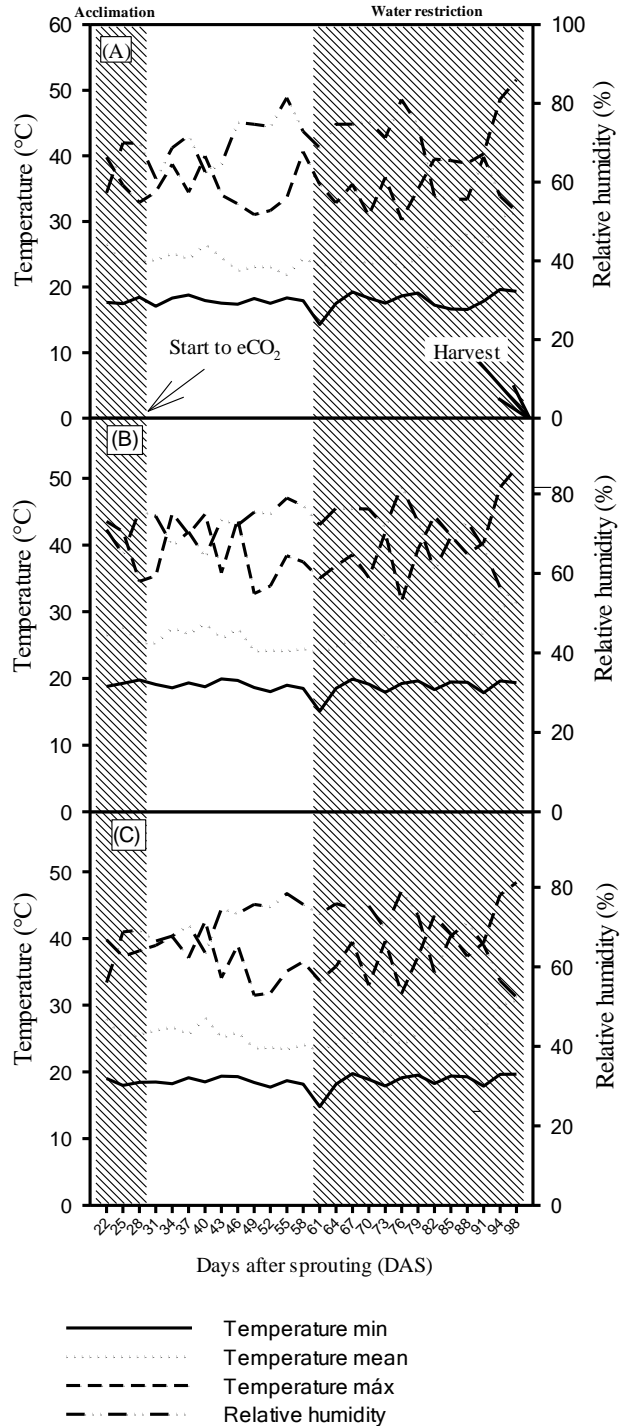 Acclimation
Water restriction
60
50
40
30
20
10
0
Temperature (°C)
(A)
Start to eCO₂
Harvest
100
80
60
40
20
0
Relative humidity (%)
50
40
30
20
10
0
Temperature (°C)
(B)
80
60
40
20
0
Relative humidity (%)
50
40
30
20
10
0
Temperature (°C)
(C)
80
60
40
20
0
Relative humidity (%)
22 25 28 31 34 37 40 43 46 49 52 55 58 61 64 67 70 73 76 79 82 85 88 91 94 98
Days after sprouting (DAS)
Temperature min
Temperature mean
Temperature máx
Relative humidity